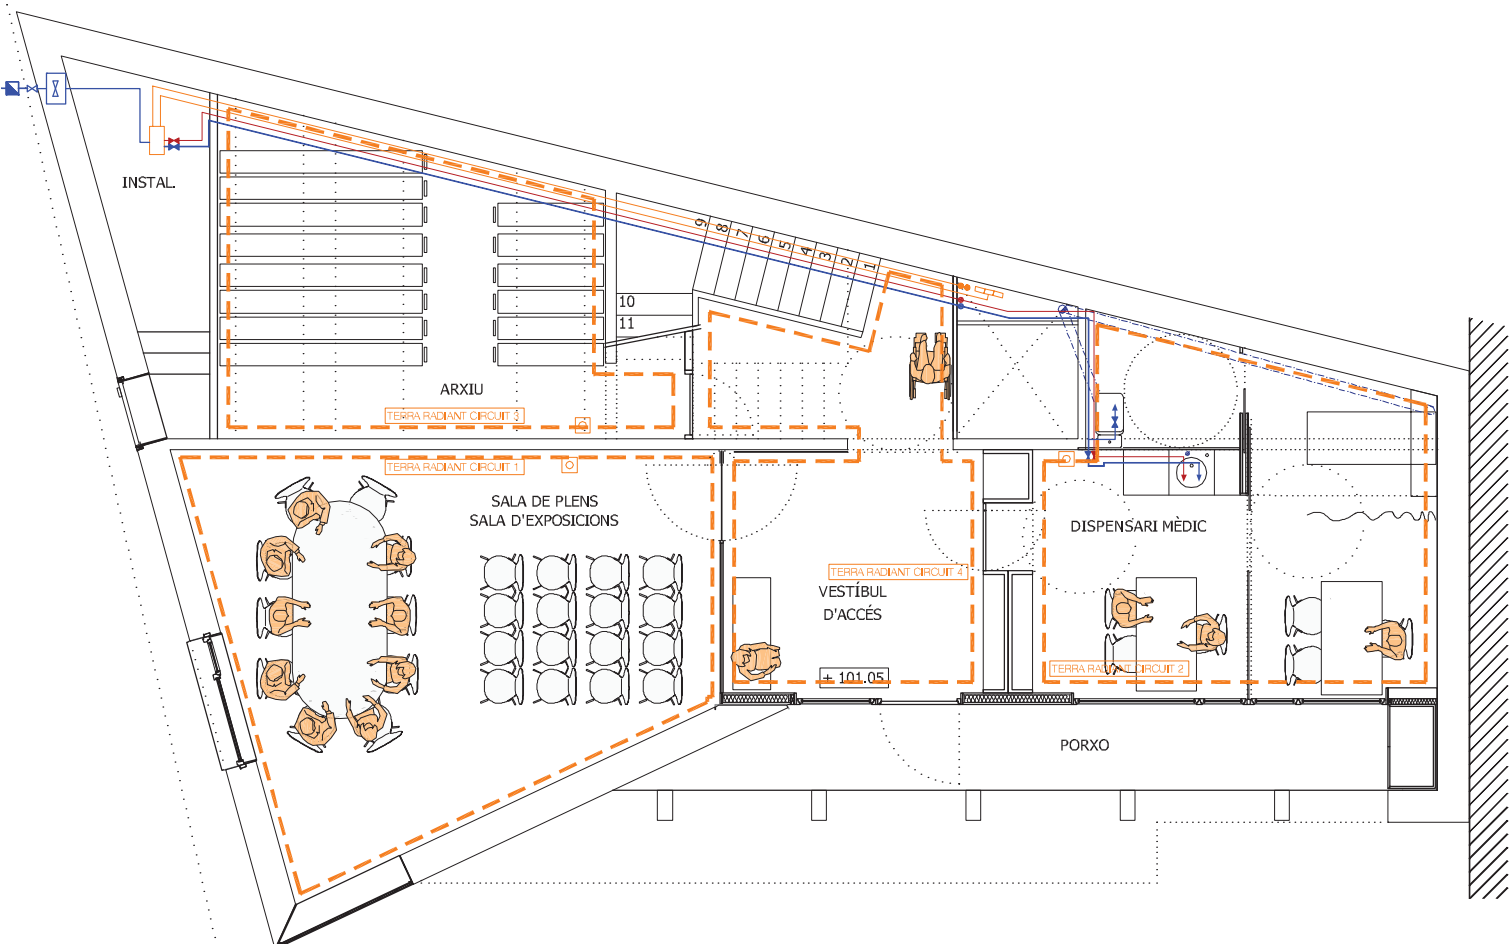 INSTAL.
9
8
7
6
5
4
3
2
1
10
11
ARXIU
TERRA RADIANT CIRCUIT 3
TERRA RADIANT CIRCUIT 1
SALA DE PLENS
SALA D'EXPOSICIONS
DISPENSARI MÈDIC
TERRA RADIANT CIRCUIT 4
VESTÍBUL
D'ACCÉS
TERRA RADIANT CIRCUIT 2
+ 101.05
PORXO